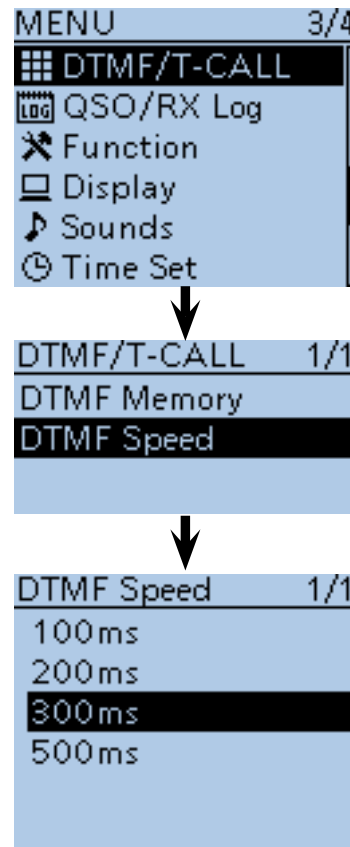 MENU 3/4
DTMF/T-CALL
LOG QSO/RX Log
Function
Display
Sounds
Time Set
DTMF/T-CALL 1/1
DTMF Memory
DTMF Speed
DTMF Speed 1/1
100ms
200ms
300ms
500ms